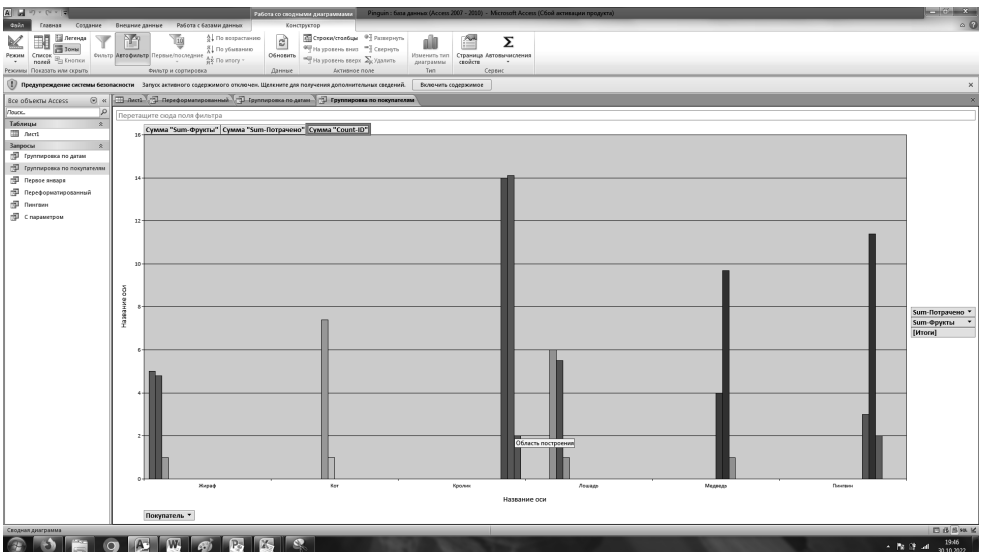 Работа со сводными диаграммами
Pinguin : база данных (Access 2007 - 2010) - Microsoft Access (Сбой активации продукта)
Файл Главная Создание Внешние данные Работа с базами данных Конструктор
Режим
Режимы
Список полей
Легенда
Зоны
Кнопки
Показать или скрыть
Фильтр
Автофильтр
Первые/последние
По возрастанию
По убыванию
По итогу
Фильтр и сортировка
Обновить
Данные
Строки/столбцы
На уровень вниз
На уровень вверх
Развернуть
Свернуть
Удалить
Активное поле
Изменить тип диаграммы
Тип
Страница свойств
Автовычисления
Сервис
Предупреждение системы безопасности Запуск активного содержимого отключен. Щелкните для получения дополнительных сведений. Включить содержимое
Все объекты Access
Поиск...
Таблицы
Лист1
Запросы
Группировка по датам
Группировка по покупателям
Первое января
Переформатированный
Пингвин
С параметром
Лист1 Переформатированный Группировка по датам Группировка по покупателям
Перетащите сюда поля фильтра
Сумма "Sum-Фрукты" Сумма "Sum-Потрачено" Сумма "Count-ID"
16
14
12
10
8
6
4
2
0
Название оси
Область построения
Жираф Кот Кролик Лошадь Медведь Пингвин
Название оси
Покупатель
Sum-Потрачено
Sum-Фрукты
[Итоги]
Сводная диаграмма
19:46
30.10.2022